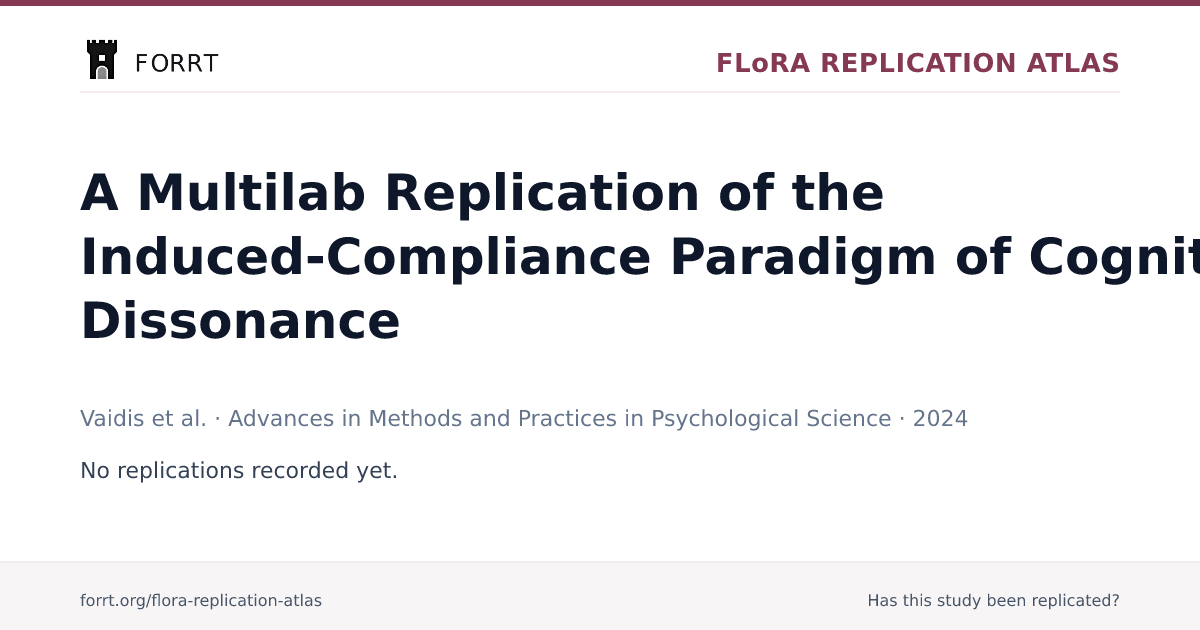 FORRT
FLoRA REPLICATION ATLAS
A Multilab Replication of the
Induced-Compliance Paradigm of Cognit
Dissonance
Vaidis et al. · Advances in Methods and Practices in Psychological Science · 2024
No replications recorded yet.
forrt.org/flora-replication-atlas
Has this study been replicated?